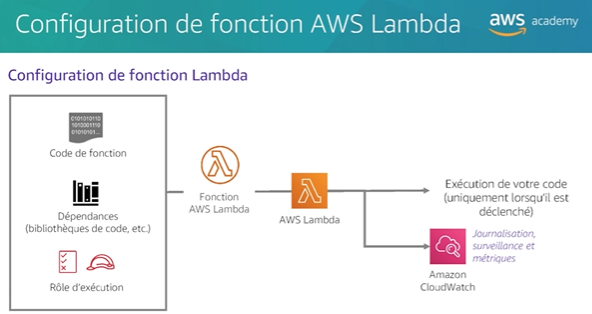 Configuration de fonction AWS Lambda
aws academy
Configuration de fonction Lambda
0101010110
1010001110
01010101...
Code de fonction
Dépendances
(bibliothèques de code, etc.)
Rôle d'exécution
Fonction
AWS Lambda
AWS Lambda
Exécution de votre code
(uniquement lorsqu'il est
déclenché)
Journalisation,
surveillance et
métriques
Amazon
CloudWatch